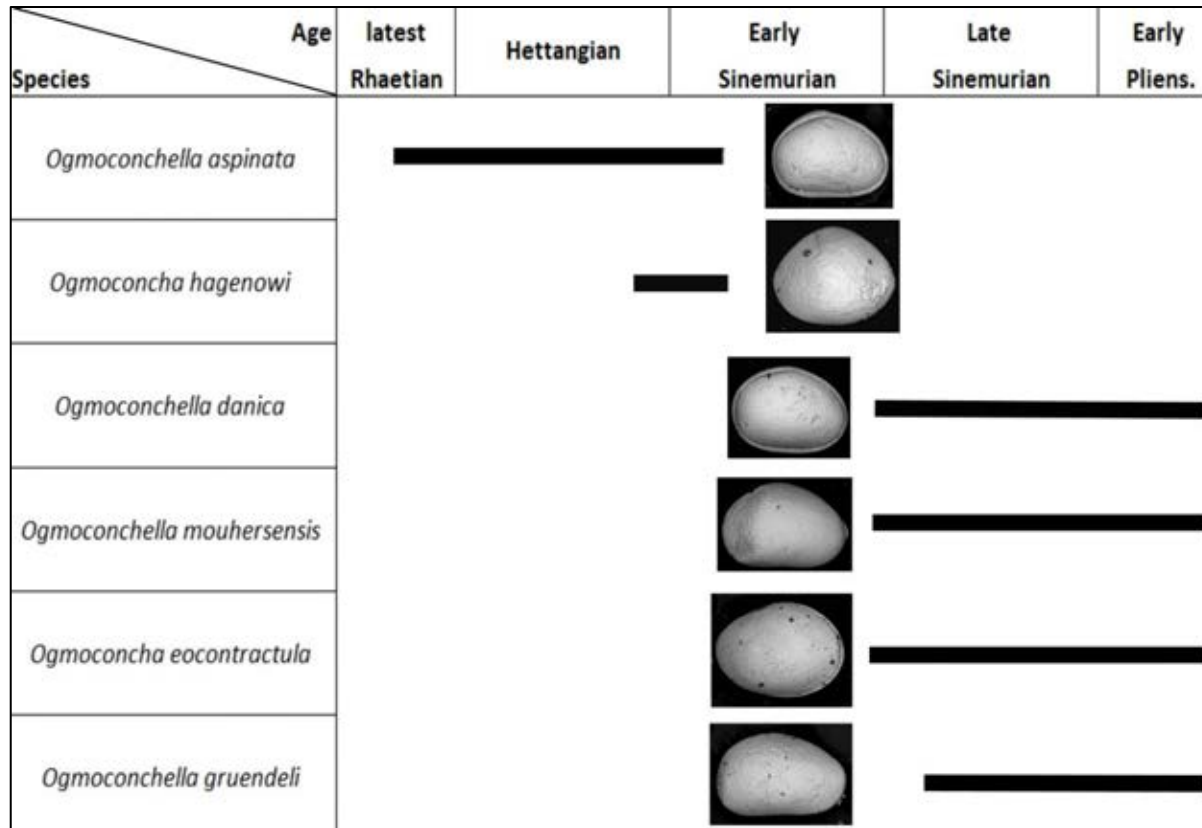 Age
Species
latest
Rhaetian
Hettangian
Early
Sinemurian
Late
Sinemurian
Early
Pliens.
Ogmoconchella aspinata
Ogmoconcha hagenowi
Ogmoconchella danica
Ogmoconchella mouhersensis
Ogmoconcha eocontractula
Ogmoconchella gruendeli